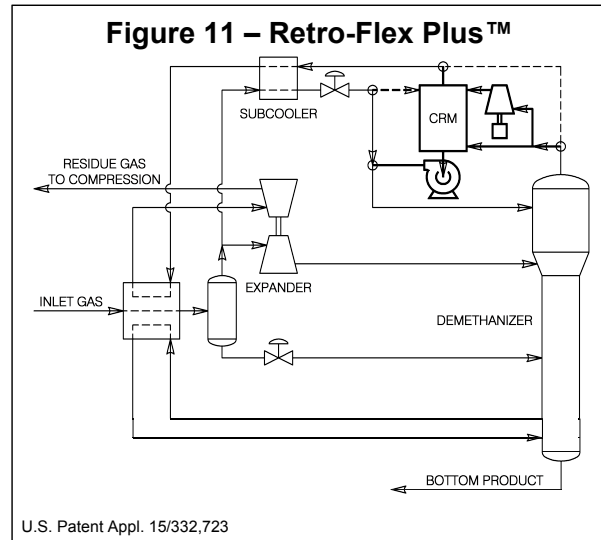 Figure 11 – Retro-Flex Plus™
SUBCOOLER
CRM
RESIDUE GAS
TO COMPRESSION
EXPANDER
INLET GAS
DEMETHANIZER
BOTTOM PRODUCT
U.S. Patent Appl. 15/332,723